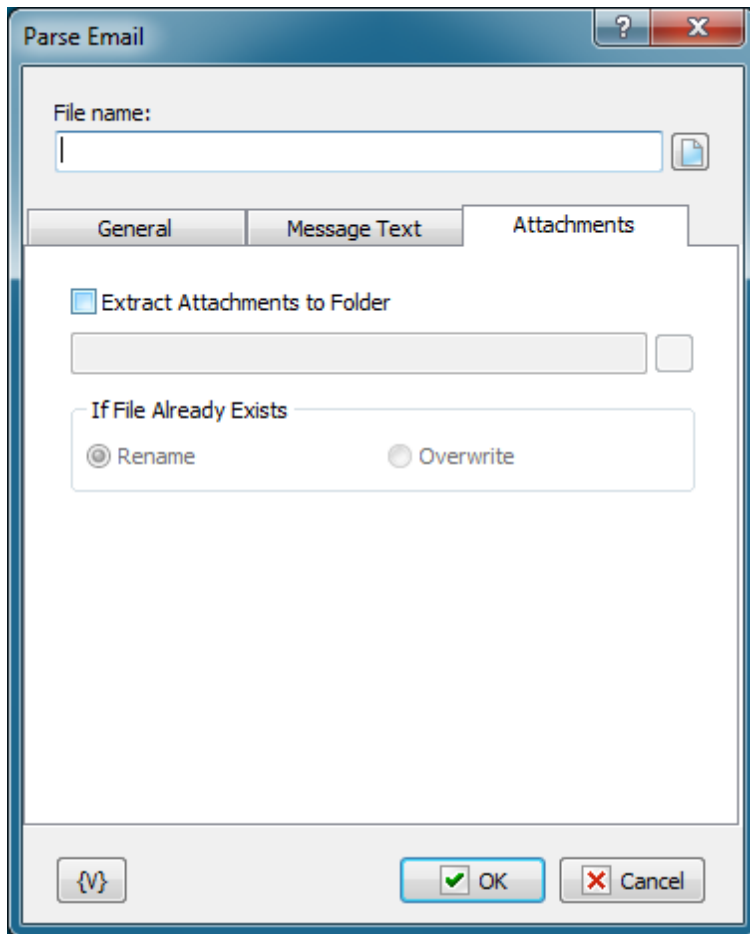 Parse Email
?
X
File name:
General Message Text Attachments
Extract Attachments to Folder
If File Already Exists
Rename Overwrite
{V} OK Cancel